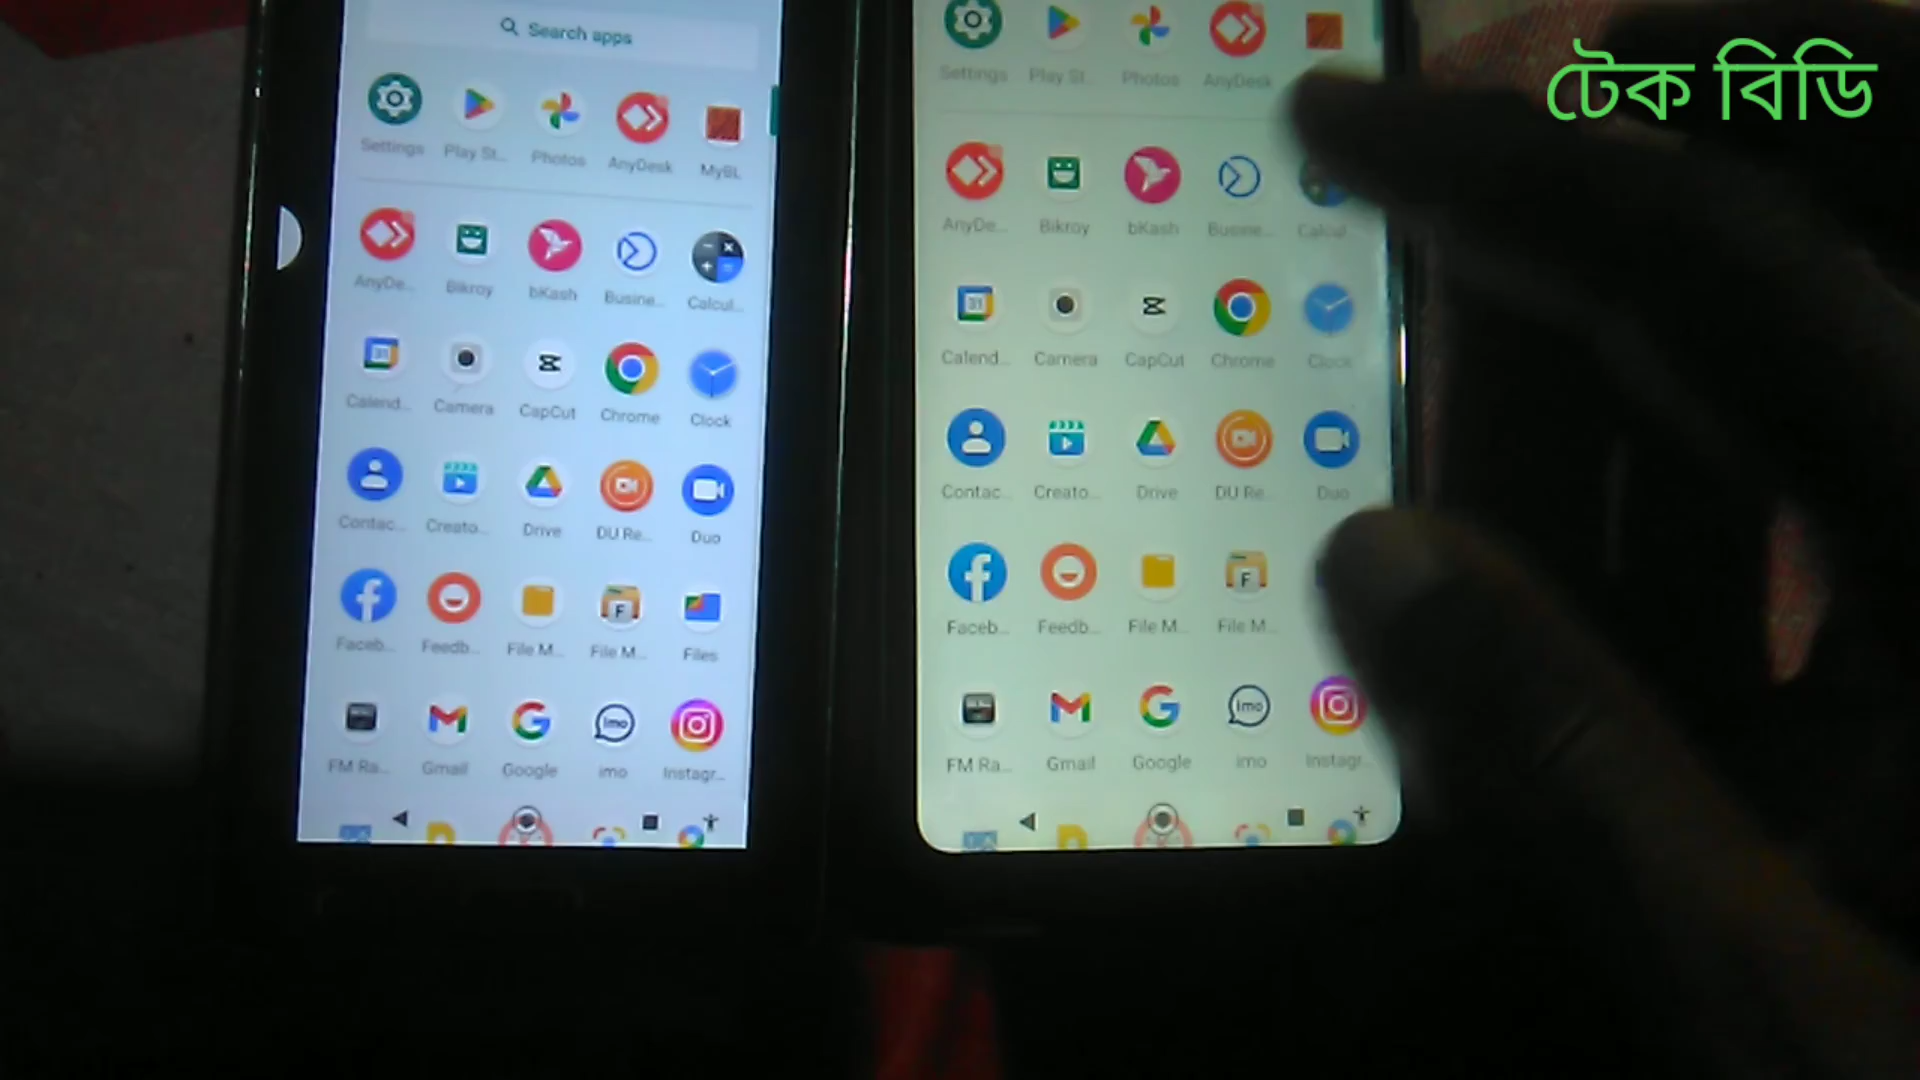 টেক বিডি
Search apps
Settings Play St... Photos AnyDesk MyBL
AnyDe... Bikroy bKash Busine... Calcul...
Calend... Camera CapCut Chrome Clock
Contac... Creato... Drive DU Re... Duo
Faceb... Feedb... File M... File M... Files
FM Ra... Gmail Google imo Instagr...
Settings Play St... Photos AnyDesk
AnyDe... Bikroy bKash Busine... Calcul...
Calend... Camera CapCut Chrome Clock
Contac... Creato... Drive DU Re... Duo
Faceb... Feedb... File M... File M...
FM Ra... Gmail Google imo Instagr...